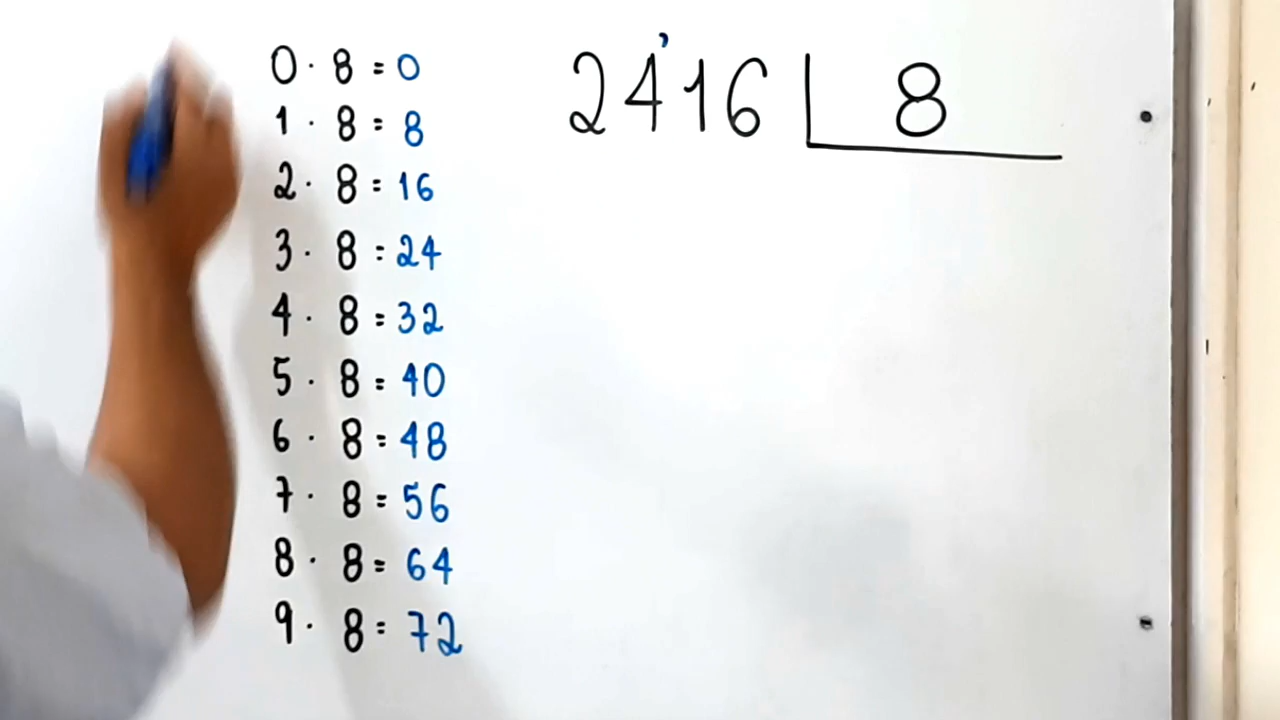 0 · 8 = 0
1 · 8 = 8
2 · 8 = 16
3 · 8 = 24
4 · 8 = 32
5 · 8 = 40
6 · 8 = 48
7 · 8 = 56
8 · 8 = 64
9 · 8 = 72
24'16 | 8